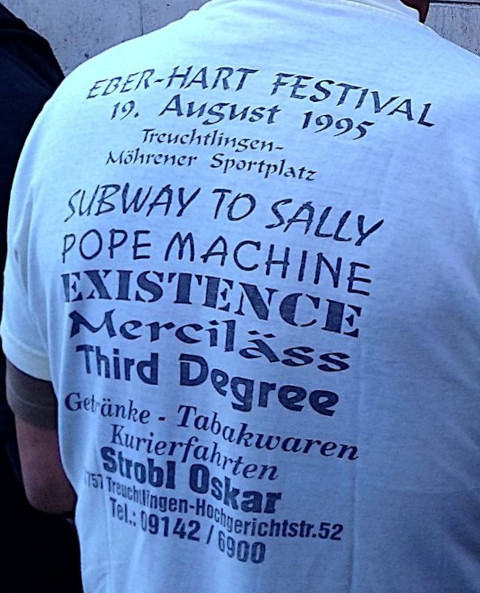 EBER-HART FESTIVAL
19. August 1995
Treuchtlingen-
Möhrener Sportplatz
SUBWAY TO SALLY
POPE MACHINE
EXISTENCE
Merciläss
Third Degree
Getränke - Tabakwaren
Kurierfahrten
Strobl Oskar
Treuchtlingen-Hochgerichtstr.52
Tel.: 09142 / 6900